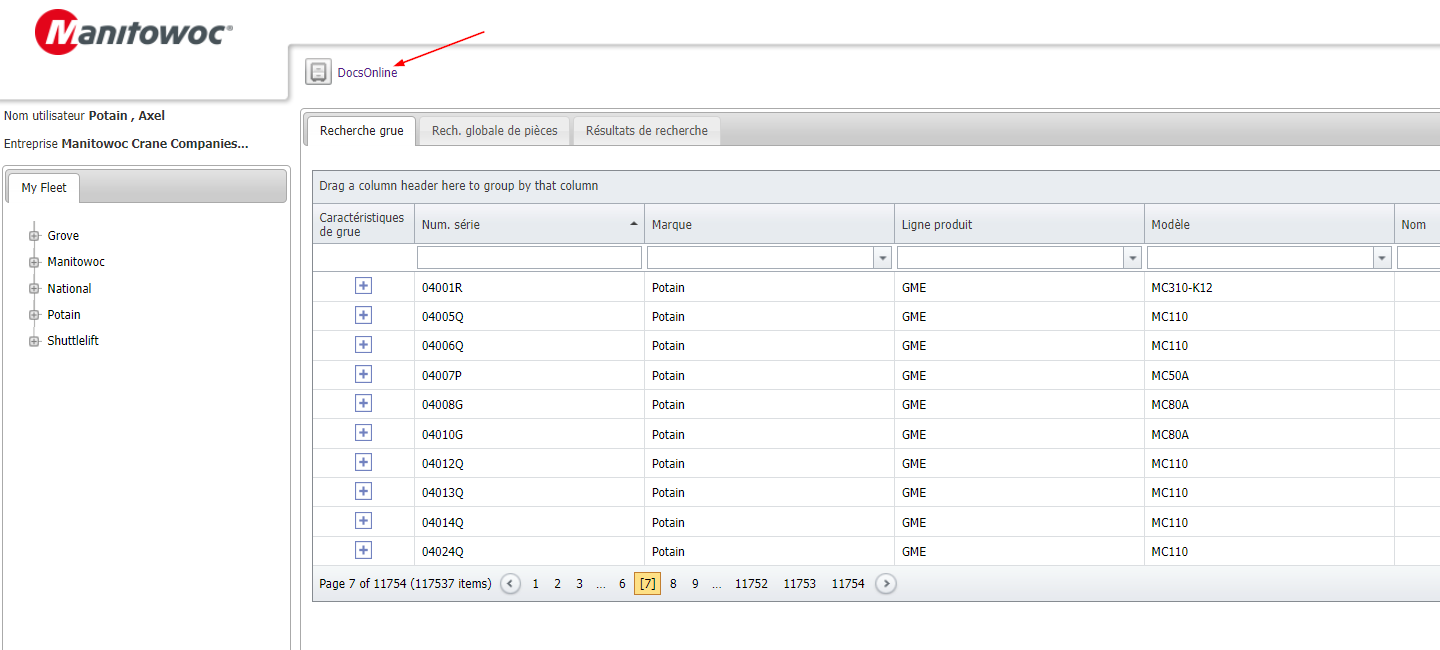 Manitowoc®
DocsOnline
Nom utilisateur Potain , Axel
Entreprise Manitowoc Crane Companies...
My Fleet
Grove
Manitowoc
National
Potain
Shuttlelift
Recherche grue Rech. globale de pièces Résultats de recherche
Drag a column header here to group by that column
Caractéristiques
de grue Num. série Marque Ligne produit Modèle Nom
04001R Potain GME MC310-K12
04005Q Potain GME MC110
04006Q Potain GME MC110
04007P Potain GME MC50A
04008G Potain GME MC80A
04010G Potain GME MC80A
04012Q Potain GME MC110
04013Q Potain GME MC110
04014Q Potain GME MC110
04024Q Potain GME MC110
Page 7 of 11754 (117537 items) 1 2 3 ... 6 [7] 8 9 ... 11752 11753 11754